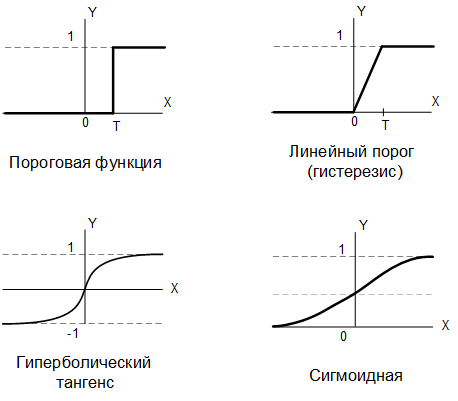 Y
1
X
0
T
Пороговая функция
Y
1
X
0
T
Линейный порог
(гистерезис)
Y
1
X
-1
Гиперболический
тангенс
Y
1
X
0
Сигмоидная